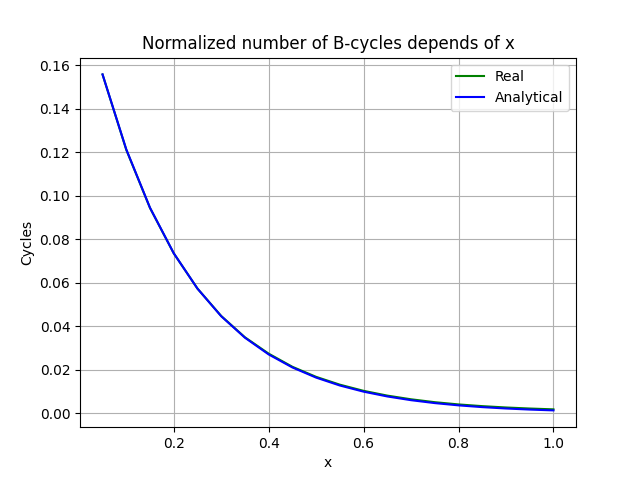 Normalized number of B-cycles depends of x
Real
Analytical
0.16
0.14
0.12
0.10
0.08
0.06
0.04
0.02
0.00
Cycles
0.2 0.4 0.6 0.8 1.0
x